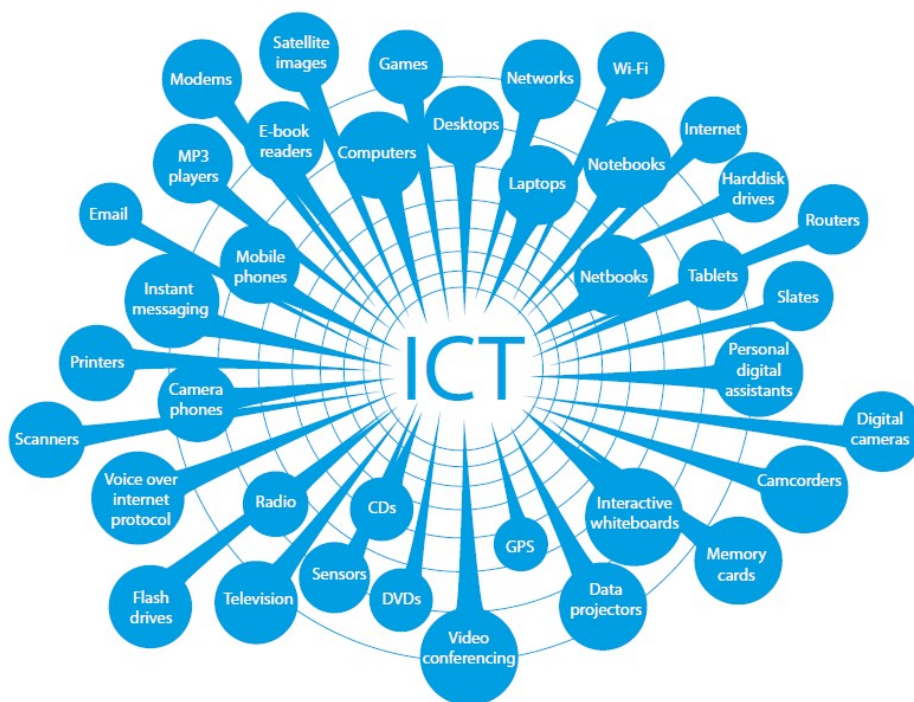 Satellite
images
Games
Networks
Wi-Fi
Modems
Desktops
E-book
readers
Computers
Internet
MP3
players
Laptops
Notebooks
Harddisk
drives
Email
Routers
Mobile
phones
Netbooks
Tablets
Instant
messaging
Slates
Printers
ICT
Personal
digital
assistants
Camera
phones
Scanners
Digital
cameras
Voice over
internet
protocol
Radio
CDs
Interactive
whiteboards
Camcorders
GPS
Memory
cards
Flash
drives
Television
Sensors
DVDs
Data
projectors
Video
conferencing